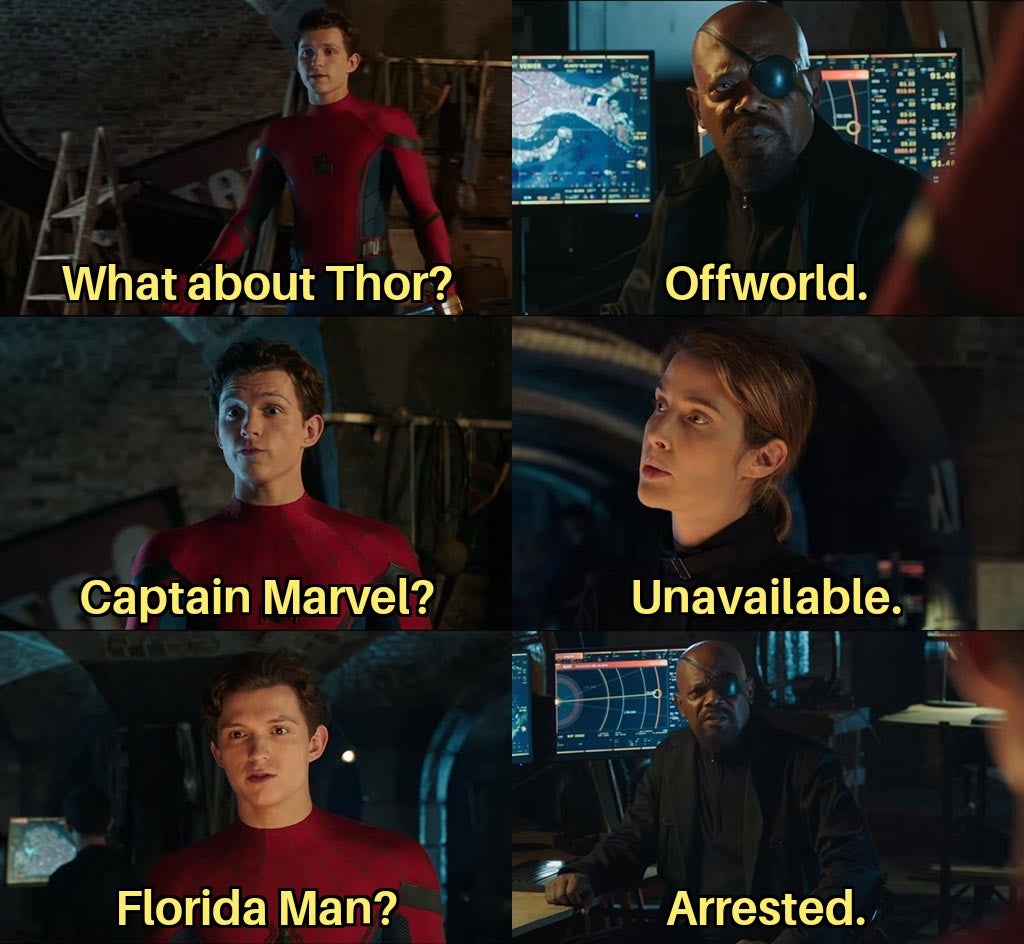 What about Thor?
Offworld.
Captain Marvel?
Unavailable.
Florida Man?
Arrested.